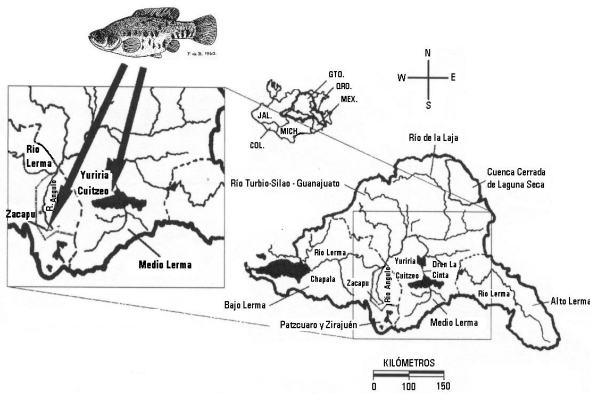 T. de B. 1960.
N
W E
S
GTO.
QRO.
MEX.
JAL.
MICH.
COL.
Río
Lerma
R. Angulo
Yuriria
Cuitzeo
Zacapu
Medio Lerma
Río de la Laja
Cuenca Cerrada
de Laguna Seca
Río Turbio-Silao - Guanajuato
Río Lerma
Chapala
Zacapu
Río Angulo
Yuriria
Cuitzeo
Dren La
Cinta
Río Lerma
Alto Lerma
Bajo Lerma
Medio Lerma
Patzcuaro y Zirajuén
KILÓMETROS
0 100 150